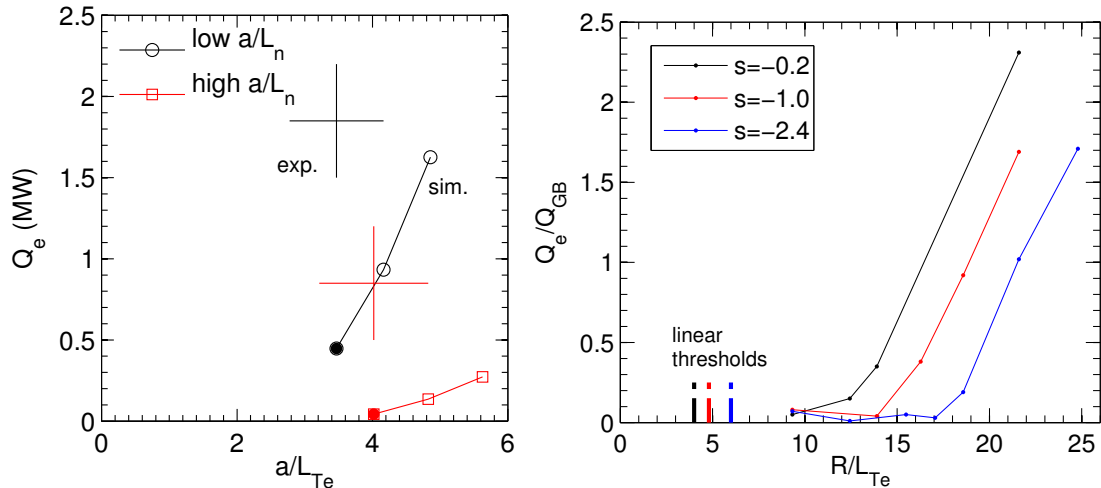 low a/L_n
high a/L_n
exp.
sim.
Q_e (MW)
2.5
2
1.5
1
0.5
0
0 2 4 6
a/L_Te
s=−0.2
s=−1.0
s=−2.4
linear
thresholds
Q_e/Q_GB
2.5
2
1.5
1
0.5
0
0 5 10 15 20 25
R/L_Te